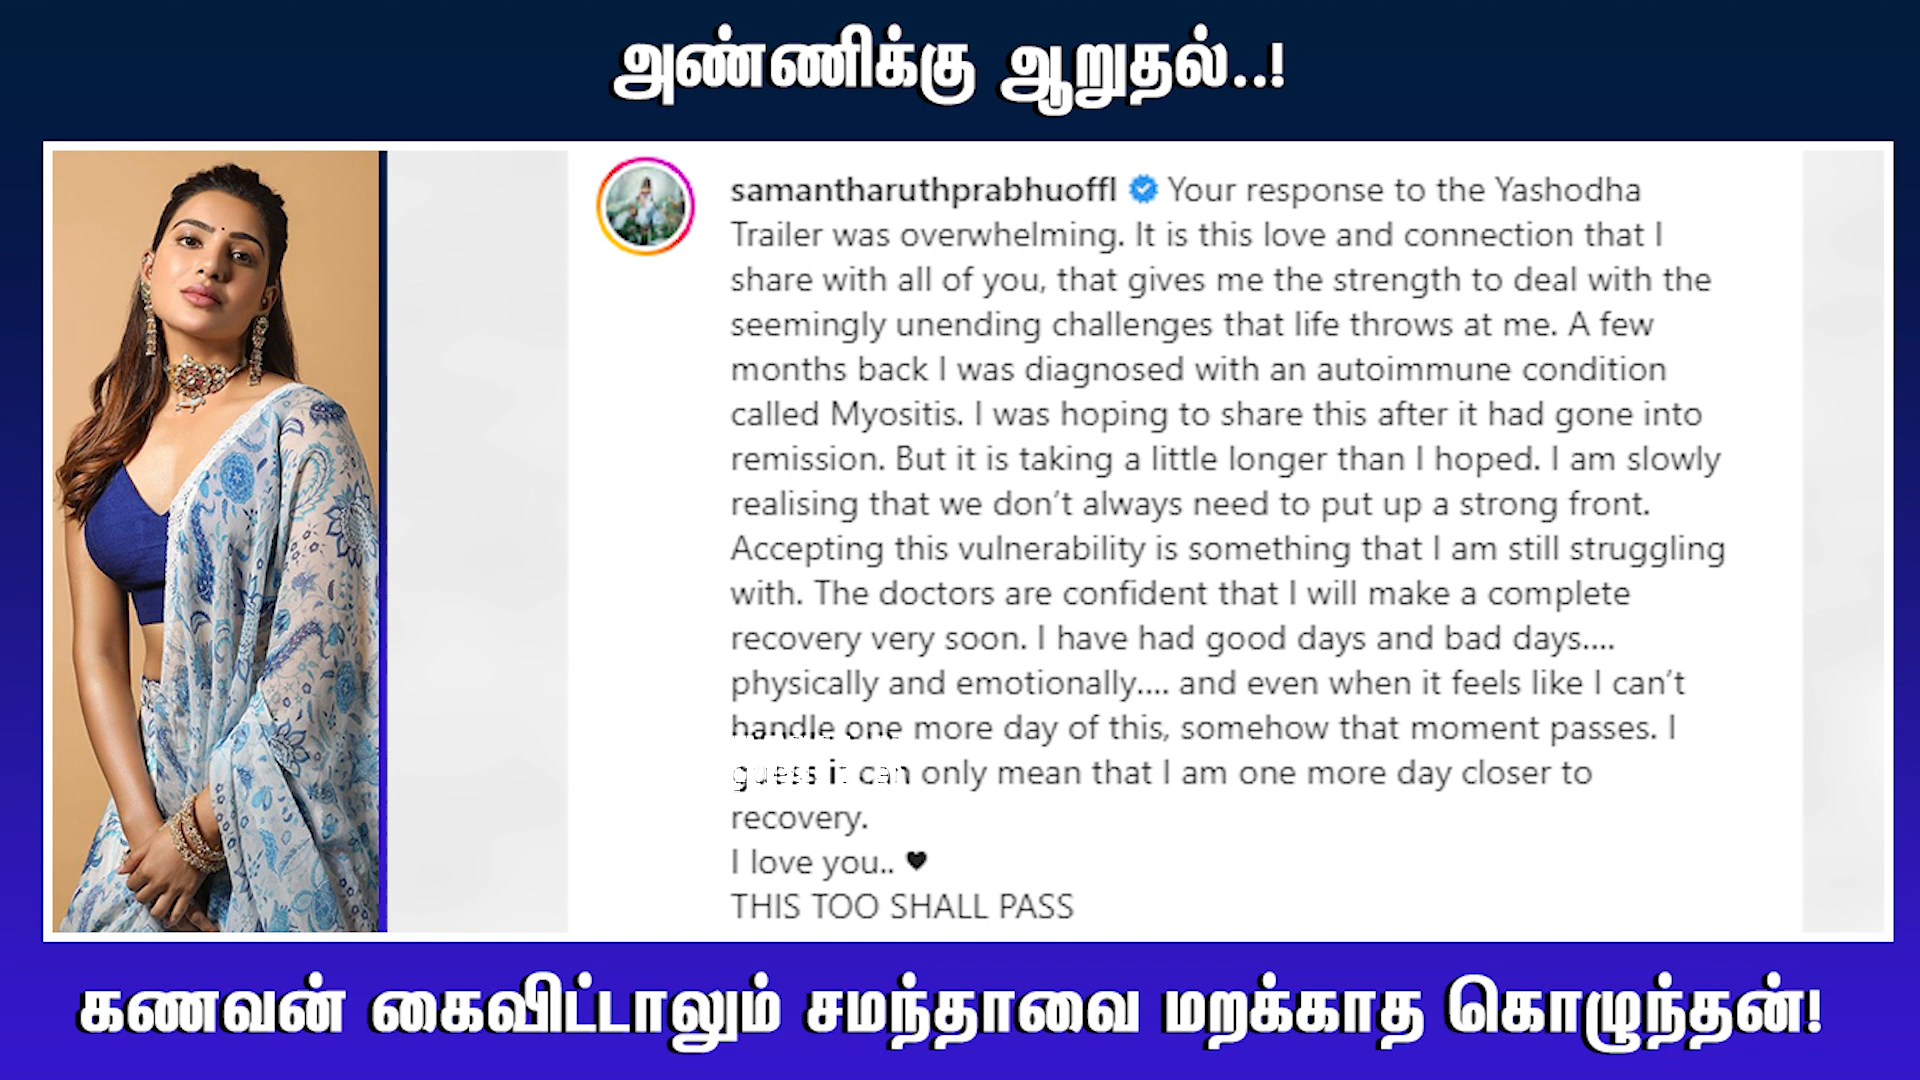 அண்ணிக்கு ஆறுதல்..!
samantharuthprabhuoffl Your response to the Yashodha
Trailer was overwhelming. It is this love and connection that I
share with all of you, that gives me the strength to deal with the
seemingly unending challenges that life throws at me. A few
months back I was diagnosed with an autoimmune condition
called Myositis. I was hoping to share this after it had gone into
remission. But it is taking a little longer than I hoped. I am slowly
realising that we don’t always need to put up a strong front.
Accepting this vulnerability is something that I am still struggling
with. The doctors are confident that I will make a complete
recovery very soon. I have had good days and bad days....
physically and emotionally.... and even when it feels like I can’t
handle one more day of this, somehow that moment passes. I
guess it can only mean that I am one more day closer to
recovery.
I love you.. ♥
THIS TOO SHALL PASS
கணவன் கைவிட்டாலும் சமந்தாவை மறக்காத கொழுந்தன்!